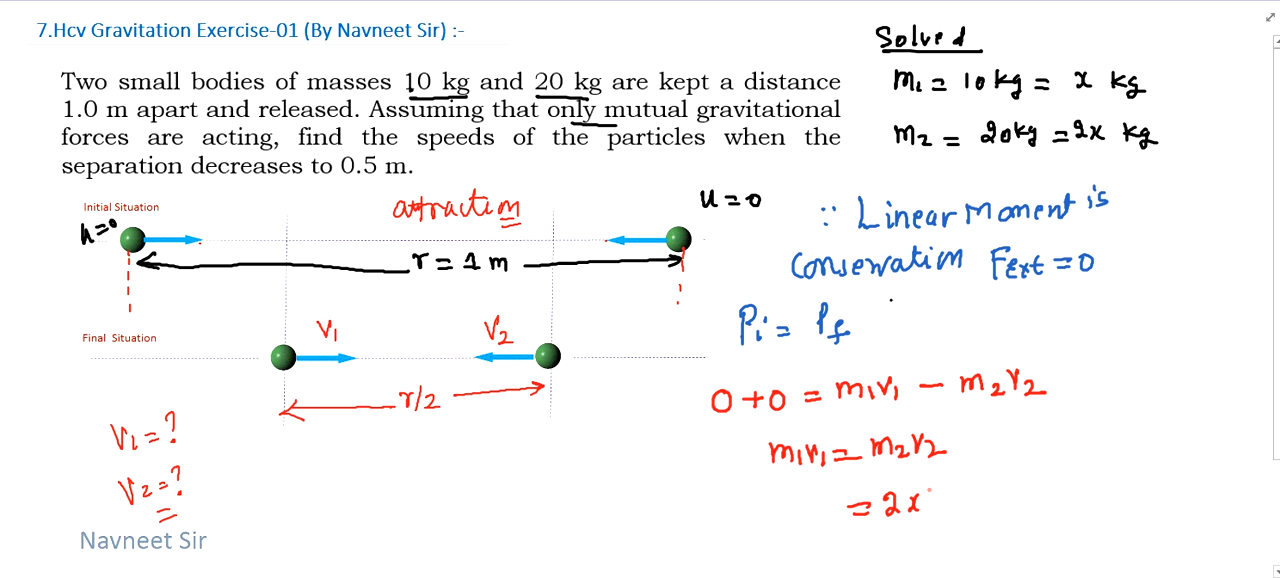 7.Hcv Gravitation Exercise-01 (By Navneet Sir) :-
Two small bodies of masses 10 kg and 20 kg are kept a distance
1.0 m apart and released. Assuming that only mutual gravitational
forces are acting, find the speeds of the particles when the
separation decreases to 0.5 m.
Solved
m₁ = 10 kg = x kg
m₂ = 20kg = 2x kg
Initial Situation
attraction
u=0
u=0
r = 1 m
Final Situation
V₁
V₂
r/2
V₁ = ?
V₂ = ?
∵ Linear Moment is
Conservation Fext = 0
Pi = Pf
0+0 = m₁v₁ - m₂v₂
m₁v₁ = m₂v₂
= 2x
Navneet Sir